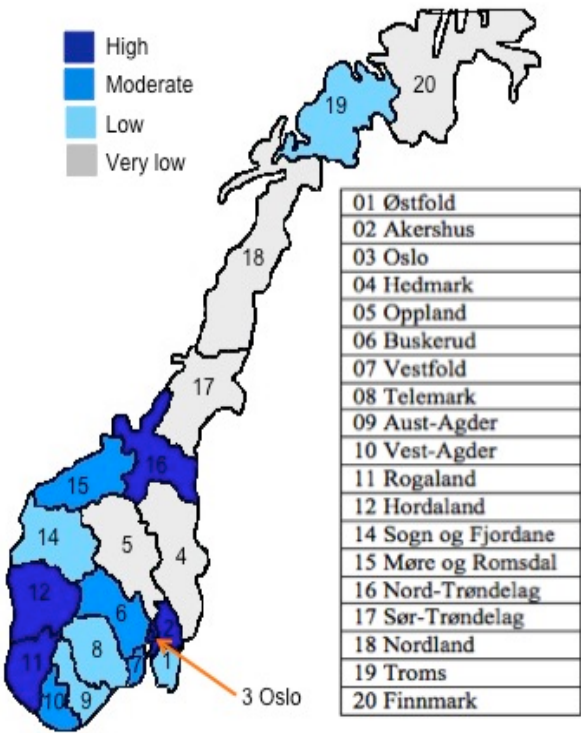 High
Moderate
Low
Very low
20
19
18
17
16
15
14
5
4
12
6
2
11
8
7
1
10
9
3 Oslo
01 Østfold
02 Akershus
03 Oslo
04 Hedmark
05 Oppland
06 Buskerud
07 Vestfold
08 Telemark
09 Aust-Agder
10 Vest-Agder
11 Rogaland
12 Hordaland
14 Sogn og Fjordane
15 Møre og Romsdal
16 Nord-Trøndelag
17 Sør-Trøndelag
18 Nordland
19 Troms
20 Finnmark